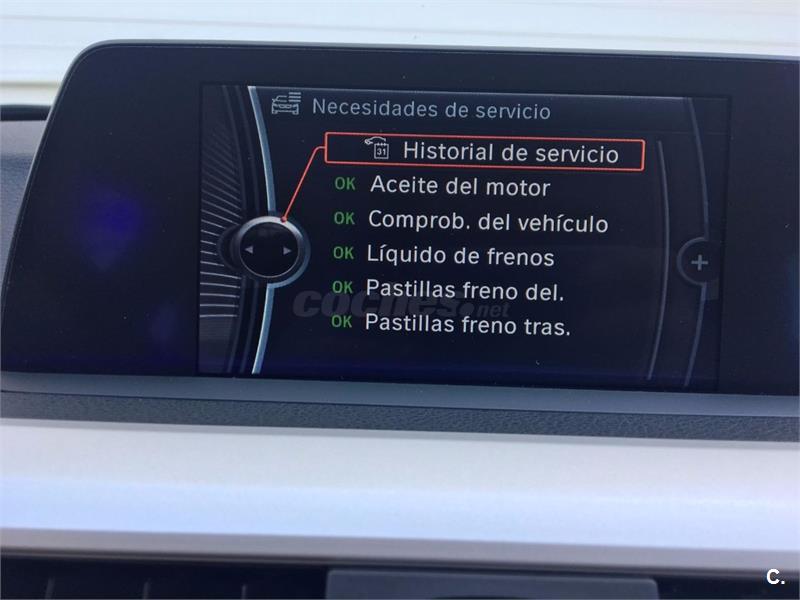 Necesidades de servicio
31 Historial de servicio
OK Aceite del motor
OK Comprob. del vehículo
OK Líquido de frenos
OK Pastillas freno del.
OK Pastillas freno tras.
+
coches.net
C.